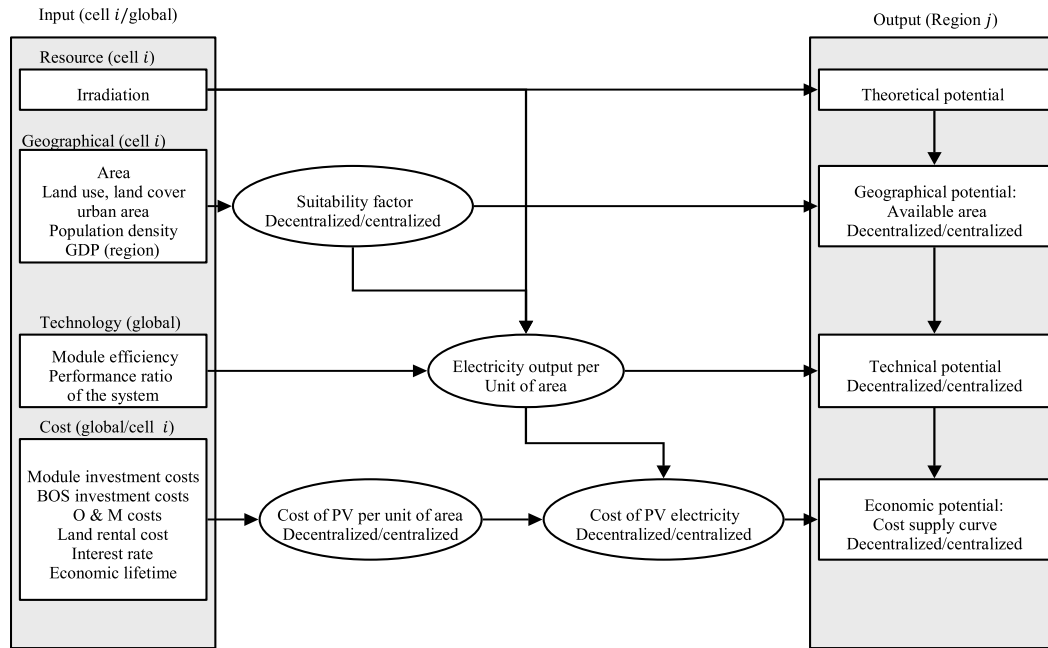 Input (cell i/global)
Output (Region j)
Resource (cell i)
Irradiation
Theoretical potential
Geographical (cell i)
Area
Land use, land cover
urban area
Population density
GDP (region)
Suitability factor
Decentralized/centralized
Geographical potential:
Available area
Decentralized/centralized
Technology (global)
Module efficiency
Performance ratio
of the system
Electricity output per
Unit of area
Technical potential
Decentralized/centralized
Cost (global/cell i)
Module investment costs
BOS investment costs
O & M costs
Land rental cost
Interest rate
Economic lifetime
Cost of PV per unit of area
Decentralized/centralized
Cost of PV electricity
Decentralized/centralized
Economic potential:
Cost supply curve
Decentralized/centralized